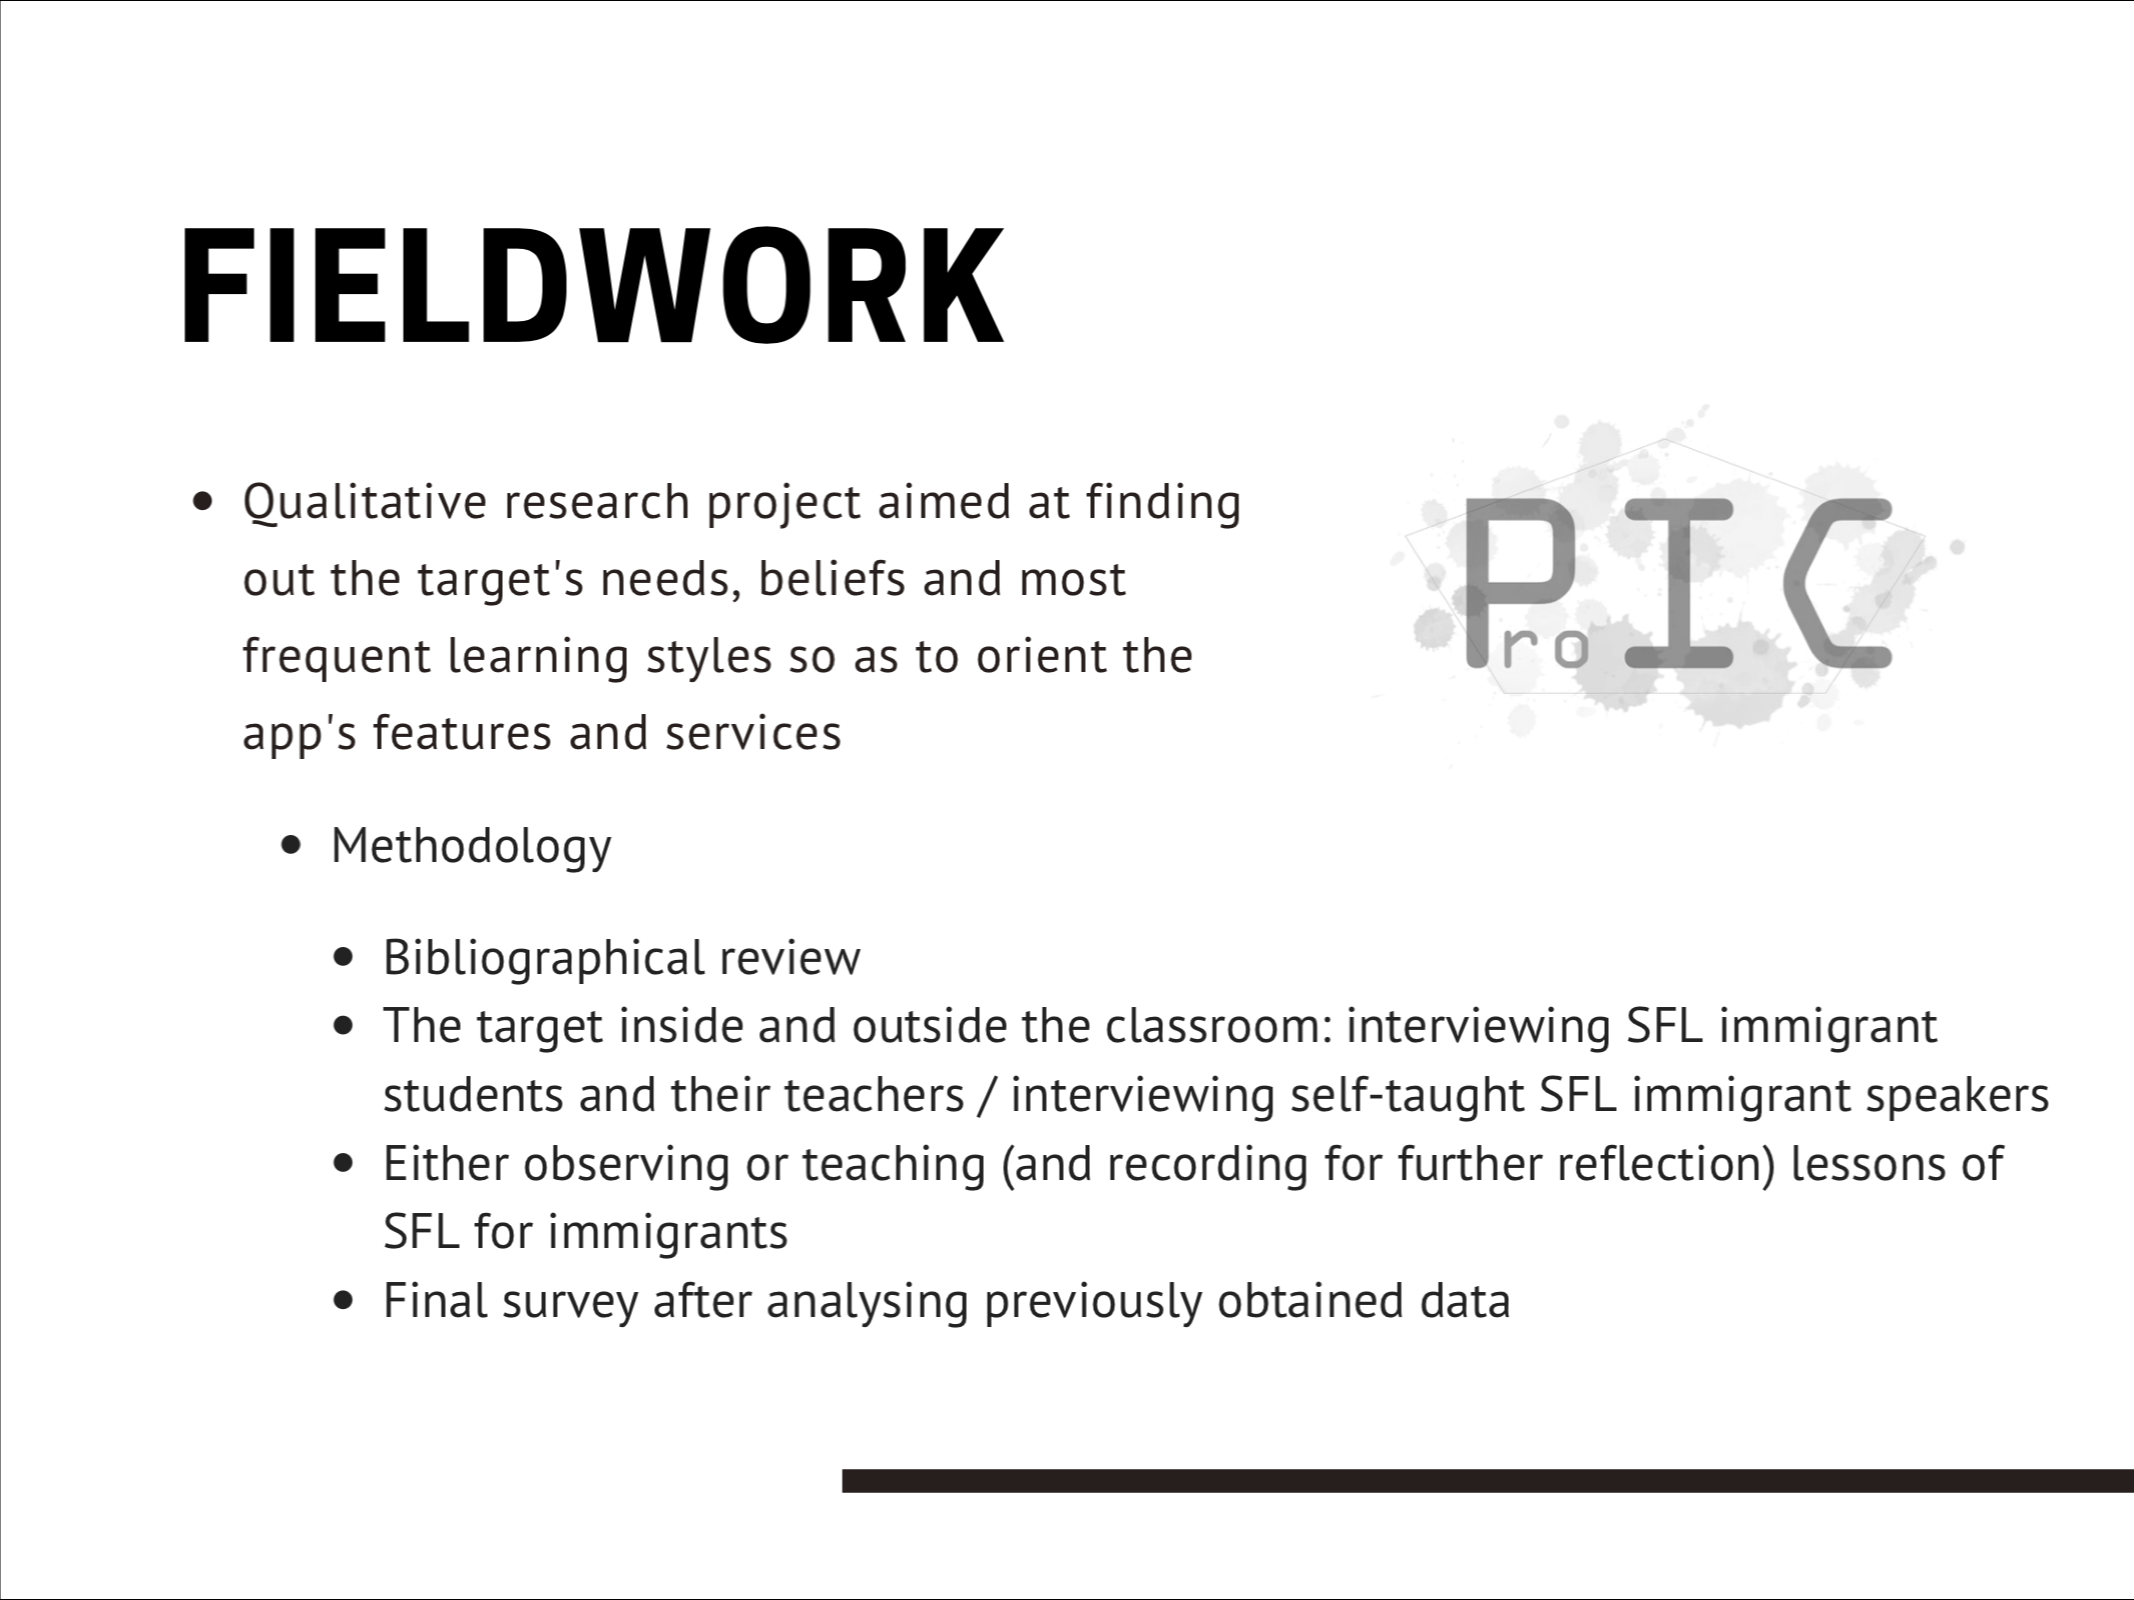 FIELDWORK
• Qualitative research project aimed at finding
out the target's needs, beliefs and most
frequent learning styles so as to orient the
app's features and services
ProIC
• Methodology
• Bibliographical review
• The target inside and outside the classroom: interviewing SFL immigrant
students and their teachers / interviewing self-taught SFL immigrant speakers
• Either observing or teaching (and recording for further reflection) lessons of
SFL for immigrants
• Final survey after analysing previously obtained data